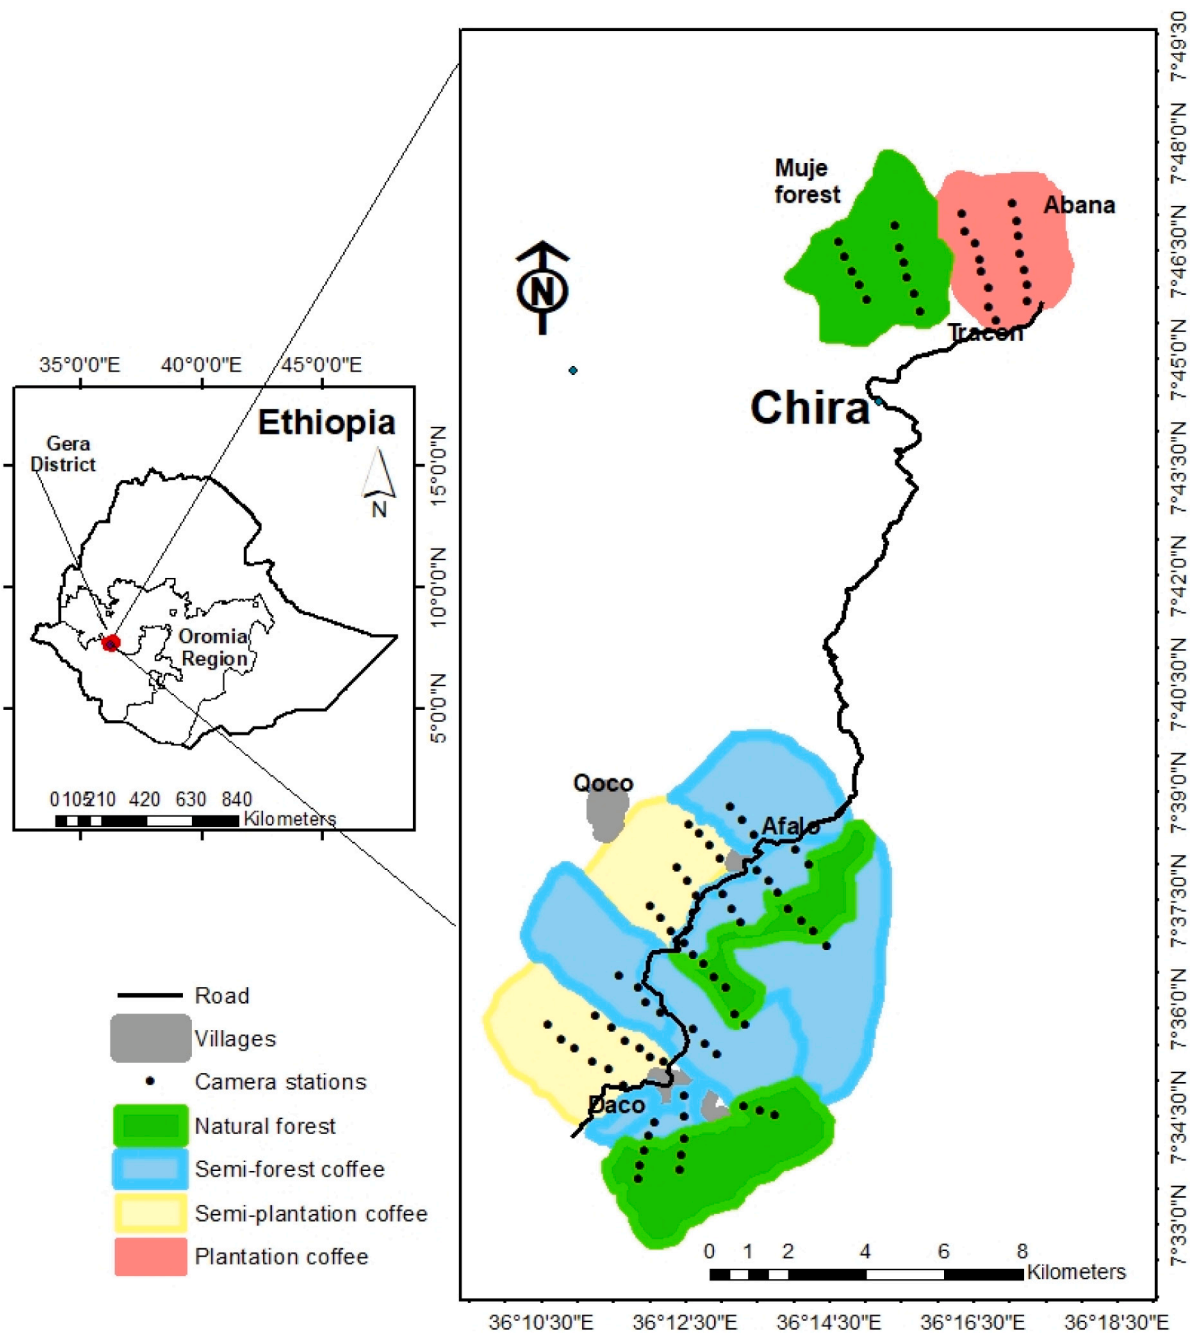 Muje
forest
Abana
Tracon
Chira
N
Qoco
Afalo
Daco
0 1 2 4 6 8
Kilometers
7°49'30
7°48'0"N
7°46'30"N
7°45'0"N
7°43'30"N
7°42'0"N
7°40'30"N
7°39'0"N
7°37'30"N
7°36'0"N
7°34'30"N
7°33'0"N
36°10'30"E 36°12'30"E 36°14'30"E 36°16'30"E 36°18'30"E
35°0'0"E 40°0'0"E 45°0'0"E
Ethiopia
Gera
District
N
Oromia
Region
15°0'0"N
10°0'0"N
5°0'0"N
0 105 210 420 630 840
Kilometers
Road
Villages
Camera stations
Natural forest
Semi-forest coffee
Semi-plantation coffee
Plantation coffee